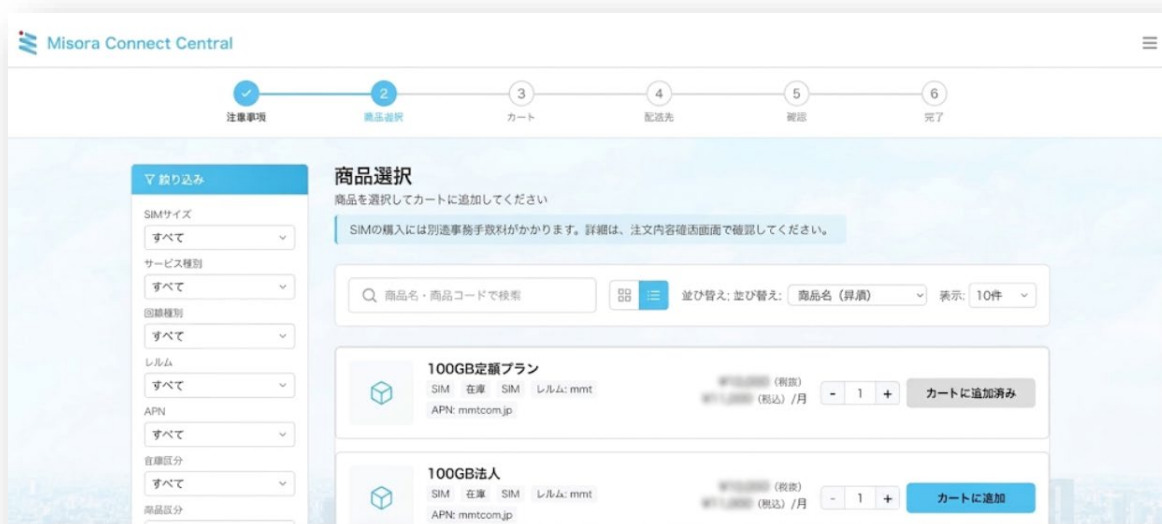 Misora Connect Central
2
3
4
5
6
注意事項
商品選択
カート
配送先
確認
完了
絞り込み
SIMサイズ
すべて
サービス種別
すべて
回線種別
すべて
レルム
すべて
APN
すべて
在庫区分
すべて
商品区分
商品選択
商品を選択してカートに追加してください
SIMの購入には別途事務手数料がかかります。詳細は、注文内容確認画面で確認してください。
商品名・商品コードで検索
並び替え: 並び替え: 商品名（昇順） 表示: 10件
100GB定額プラン
SIM 在庫 SIM レルム: mmt
APN: mmtcom.jp
（税抜）
（税込）/月
- 1 +
カートに追加済み
100GB法人
SIM 在庫 SIM レルム: mmt
APN: mmtcom.jp
（税抜）
（税込）/月
- 1 +
カートに追加